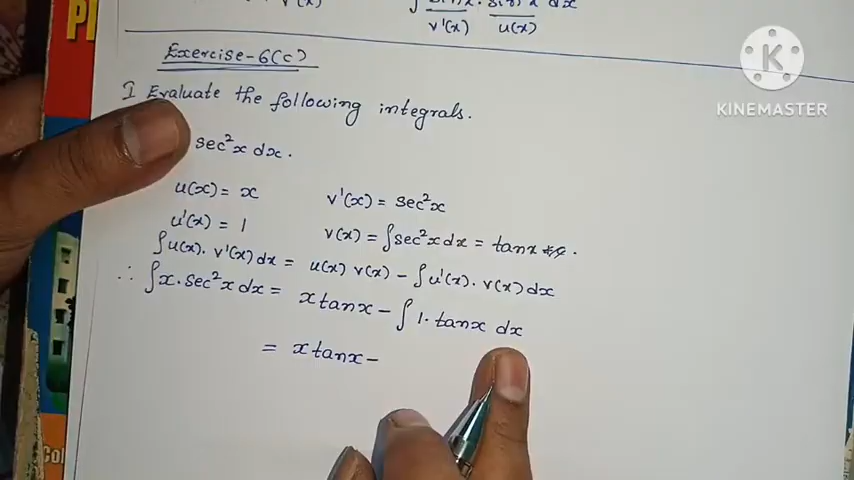 v'(x) u(x)
Exercise-6(c)
I Evaluate the following integrals.
sec²x dx.
u(x) = x v'(x) = sec²x
u'(x) = 1 v(x) = ∫sec²x dx = tanx .
∫u(x). v'(x) dx = u(x) v(x) - ∫u'(x). v(x) dx
∴ ∫x. sec²x dx = x tanx - ∫1. tanx dx
= x tanx -
K
KINEMASTER